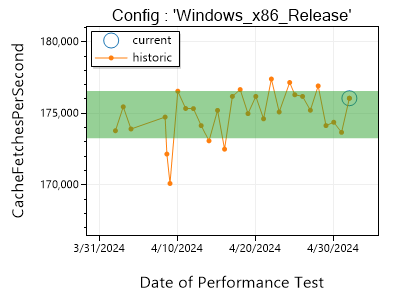 Config : 'Windows_x86_Release'
current
historic
CacheFetchesPerSecond
180,000
175,000
170,000
3/31/2024
4/10/2024
4/20/2024
4/30/2024
Date of Performance Test